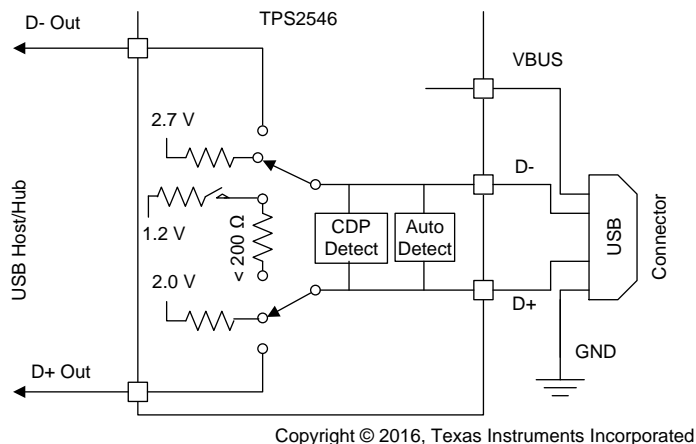 D- Out
TPS2546
VBUS
2.7 V
D-
1.2 V
< 200 Ω
CDP
Detect
Auto
Detect
USB
Connector
USB Host/Hub
2.0 V
D+
D+ Out
GND
Copyright © 2016, Texas Instruments Incorporated